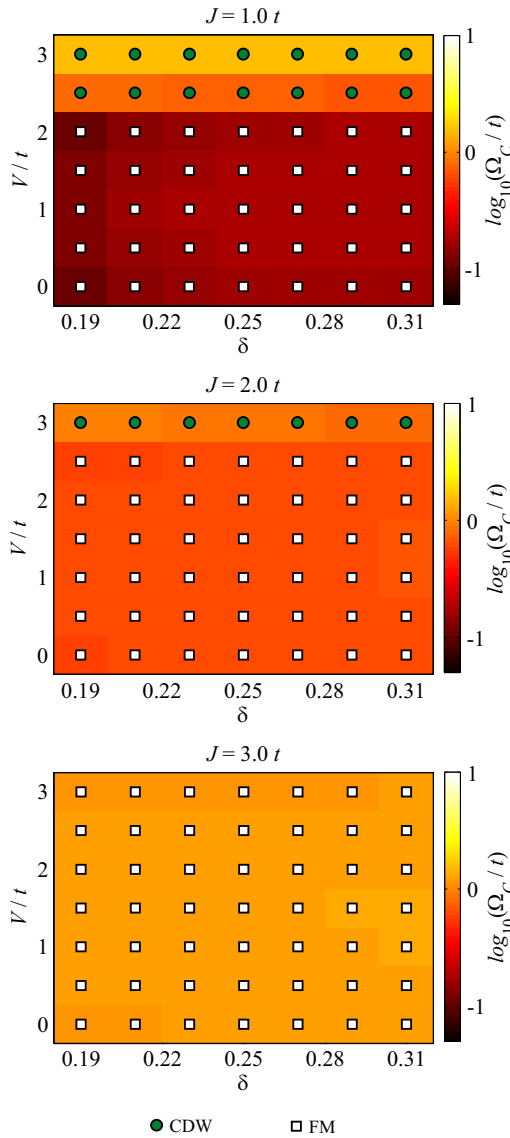 J = 1.0 t
3
2
1
0
V / t
0.19 0.22 0.25 0.28 0.31
δ
1
0
-1
log10(ΩC / t)
J = 2.0 t
3
2
1
0
V / t
0.19 0.22 0.25 0.28 0.31
δ
1
0
-1
log10(ΩC / t)
J = 3.0 t
3
2
1
0
V / t
0.19 0.22 0.25 0.28 0.31
δ
1
0
-1
log10(ΩC / t)
CDW FM